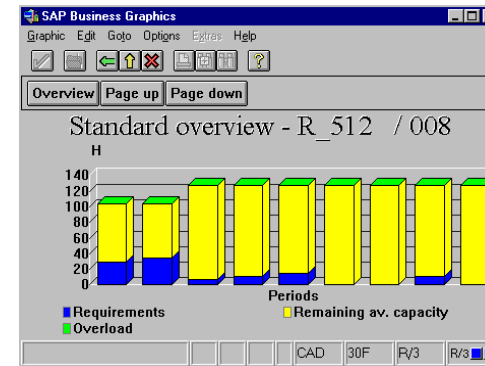 SAP Business Graphics
Graphic Edit Goto Options Extras Help
Overview Page up Page down
Standard overview - R_512 / 008
H
140
120
100
80
60
40
20
0
Periods
Requirements Remaining av. capacity
Overload
CAD 30F R/3 R/3